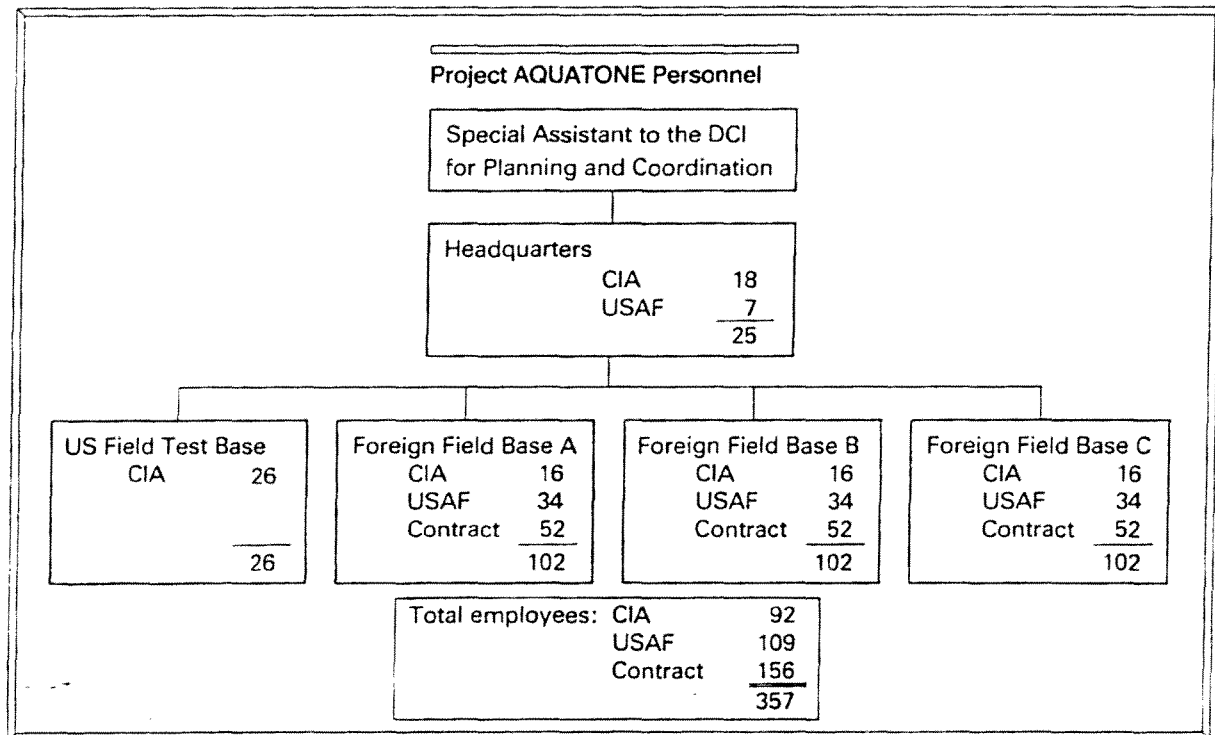 Project AQUATONE Personnel
Special Assistant to the DCI
for Planning and Coordination
Headquarters
CIA 18
USAF 7
25
US Field Test Base
CIA 26
26
Foreign Field Base A
CIA 16
USAF 34
Contract 52
102
Foreign Field Base B
CIA 16
USAF 34
Contract 52
102
Foreign Field Base C
CIA 16
USAF 34
Contract 52
102
Total employees: CIA 92
USAF 109
Contract 156
357